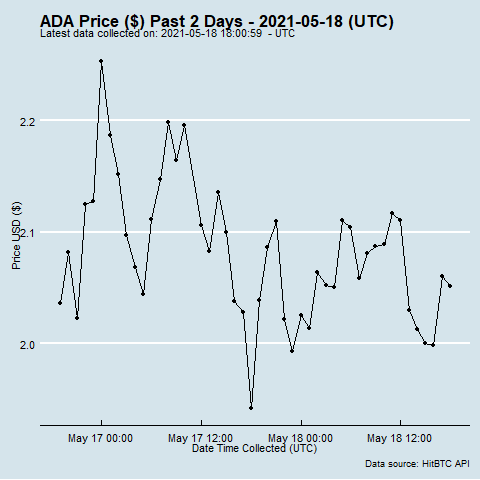 ADA Price ($) Past 2 Days - 2021-05-18 (UTC)
Latest data collected on: 2021-05-18 18:00:59 - UTC
2.2
2.1
2.0
Price USD ($)
May 17 00:00 May 17 12:00 May 18 00:00 May 18 12:00
Date Time Collected (UTC)
Data source: HitBTC API